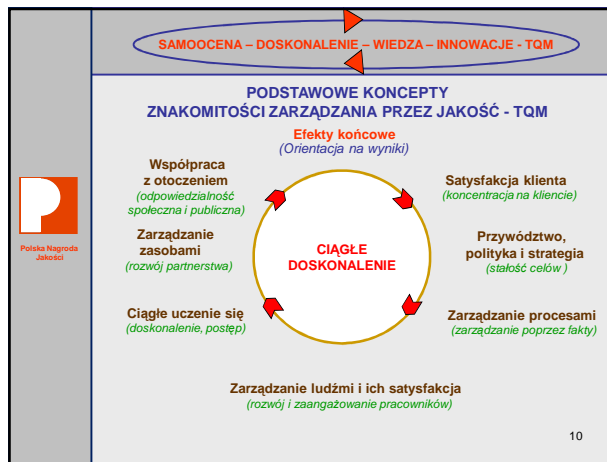 SAMOOCENA – DOSKONALENIE – WIEDZA – INNOWACJE - TQM
PODSTAWOWE KONCEPTY
ZNAKOMITOŚCI ZARZĄDZANIA PRZEZ JAKOŚĆ - TQM
Efekty końcowe
(Orientacja na wyniki)
Współpraca
z otoczeniem
(odpowiedzialność
społeczna i publiczna)
Satysfakcja klienta
(koncentracja na kliencie)
Polska Nagroda
Jakości
Zarządzanie
zasobami
(rozwój partnerstwa)
CIĄGŁE
DOSKONALENIE
Przywództwo,
polityka i strategia
(stałość celów )
Ciągłe uczenie się
(doskonalenie, postęp)
Zarządzanie procesami
(zarządzanie poprzez fakty)
Zarządzanie ludźmi i ich satysfakcja
(rozwój i zaangażowanie pracowników)
10